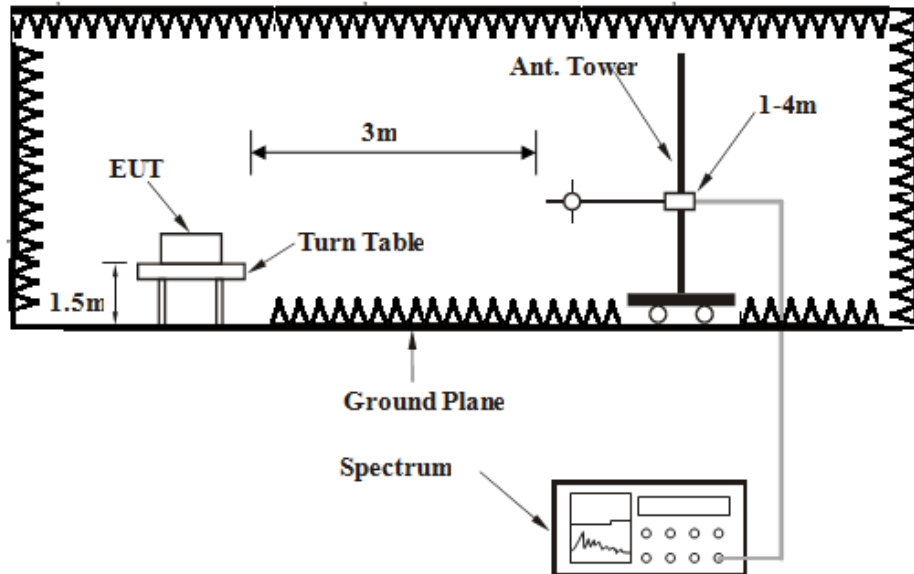 Ant. Tower
1-4m
3m
EUT
Turn Table
1.5m
Ground Plane
Spectrum